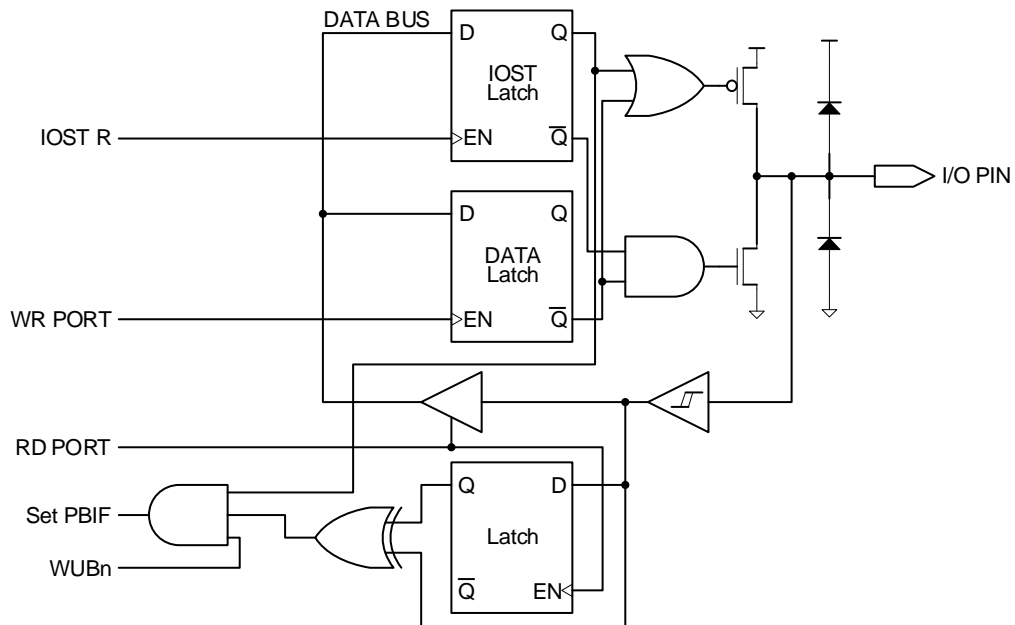 DATA BUS
D
Q
IOST
Latch
IOST R
EN
Q̅
I/O PIN
D
Q
DATA
Latch
WR PORT
EN
Q̅
RD PORT
Q
D
Set PBIF
Latch
WUBn
Q̅
EN